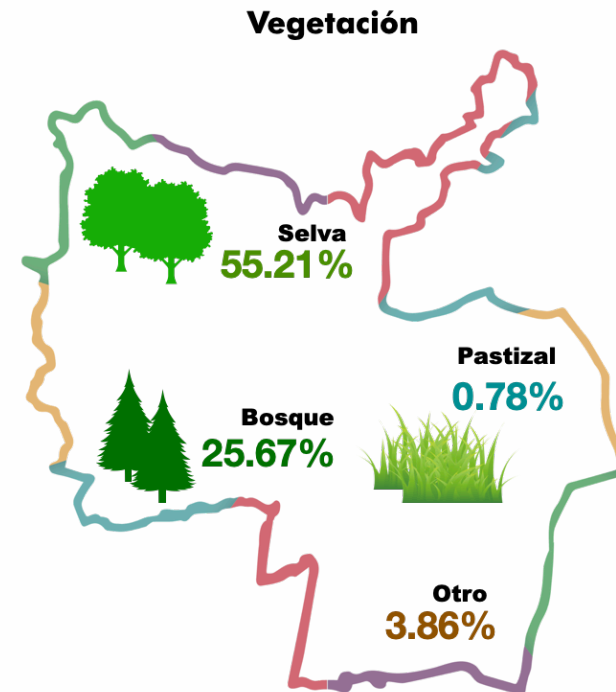 Vegetación
Selva
55.21%
Pastizal
0.78%
Bosque
25.67%
Otro
3.86%